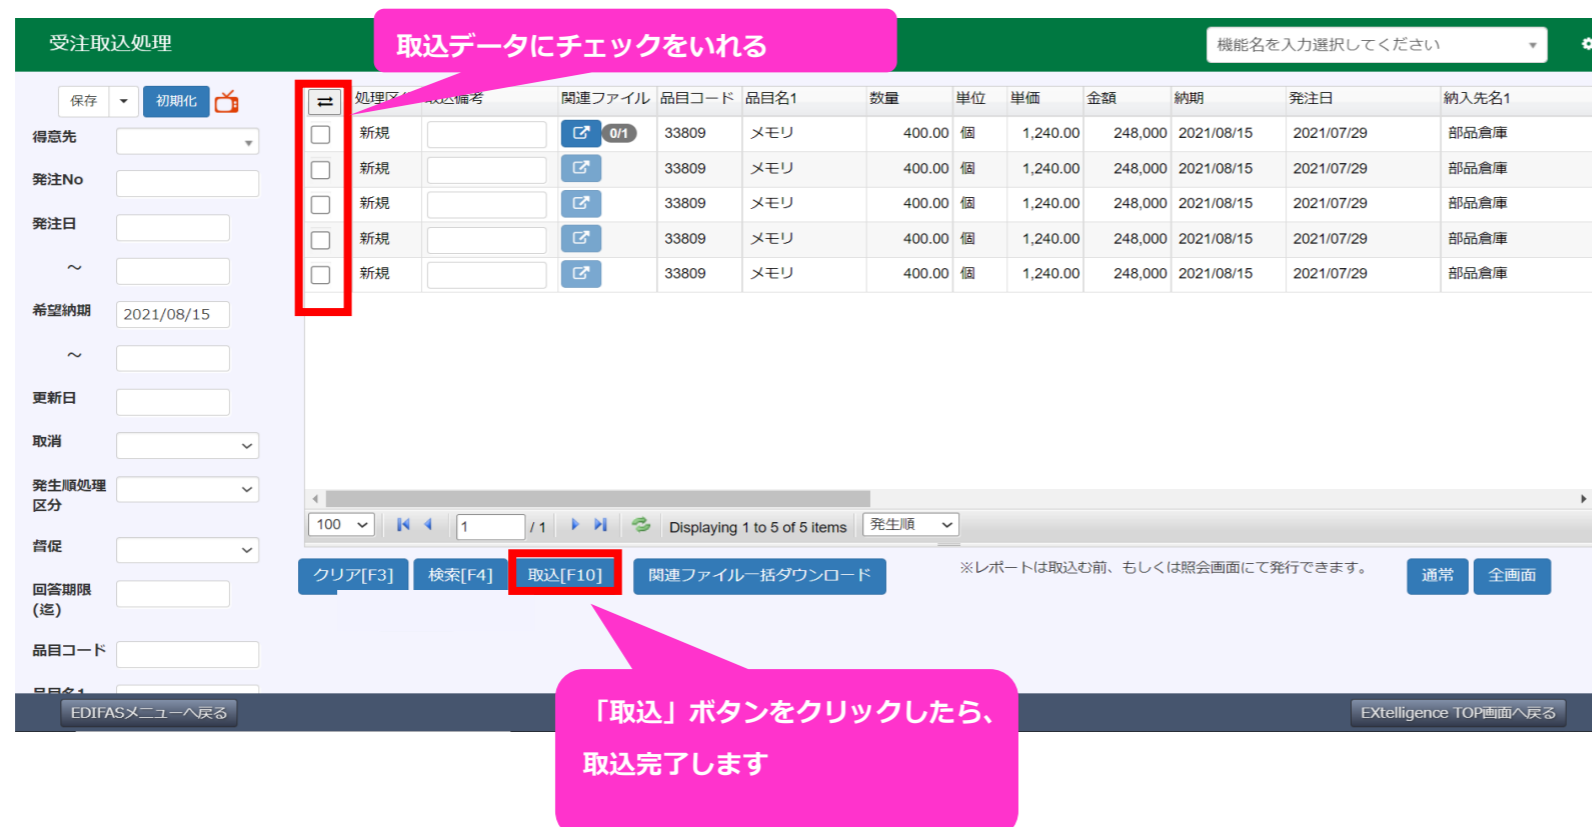 受注取込処理
取込データにチェックをいれる
機能名を入力選択してください
保存 初期化
処理区 取込備考 関連ファイル 品目コード 品目名1 数量 単位 単価 金額 納期 発注日 納入先名1
新規 0/1 33809 メモリ 400.00 個 1,240.00 248,000 2021/08/15 2021/07/29 部品倉庫
新規 33809 メモリ 400.00 個 1,240.00 248,000 2021/08/15 2021/07/29 部品倉庫
新規 33809 メモリ 400.00 個 1,240.00 248,000 2021/08/15 2021/07/29 部品倉庫
新規 33809 メモリ 400.00 個 1,240.00 248,000 2021/08/15 2021/07/29 部品倉庫
新規 33809 メモリ 400.00 個 1,240.00 248,000 2021/08/15 2021/07/29 部品倉庫
得意先
発注No
発注日
～
希望納期 2021/08/15
～
更新日
取消
発生順処理
区分
督促
回答期限
(迄)
品目コード
品目名1
100 1 / 1 Displaying 1 to 5 of 5 items 発生順
クリア[F3] 検索[F4] 取込[F10] 関連ファイル一括ダウンロード ※レポートは取込む前、もしくは照会画面にて発行できます。 通常 全画面
「取込」ボタンをクリックしたら、
取込完了します
EDIFASメニューへ戻る
EXtelligence TOP画面へ戻る